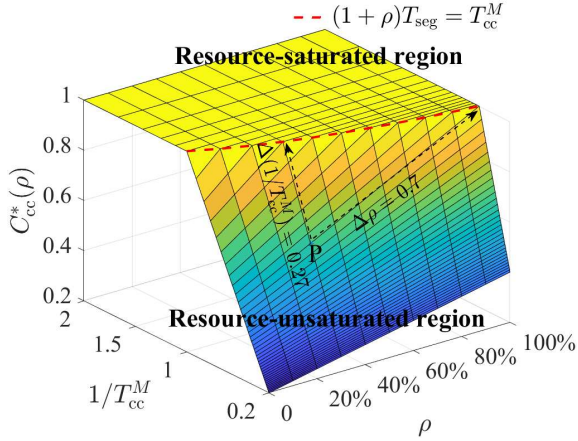 (1 + ρ)T_seg = T_cc^M
Resource-saturated region
1
0.8
0.6
0.4
0.2
C*_cc(ρ)
Δ(1/T_cc^M) = 0.27
Δρ = 0.7
P
Resource-unsaturated region
2
1.5
1
0.2
1/T_cc^M
0
20%
40%
60%
80%
100%
ρ